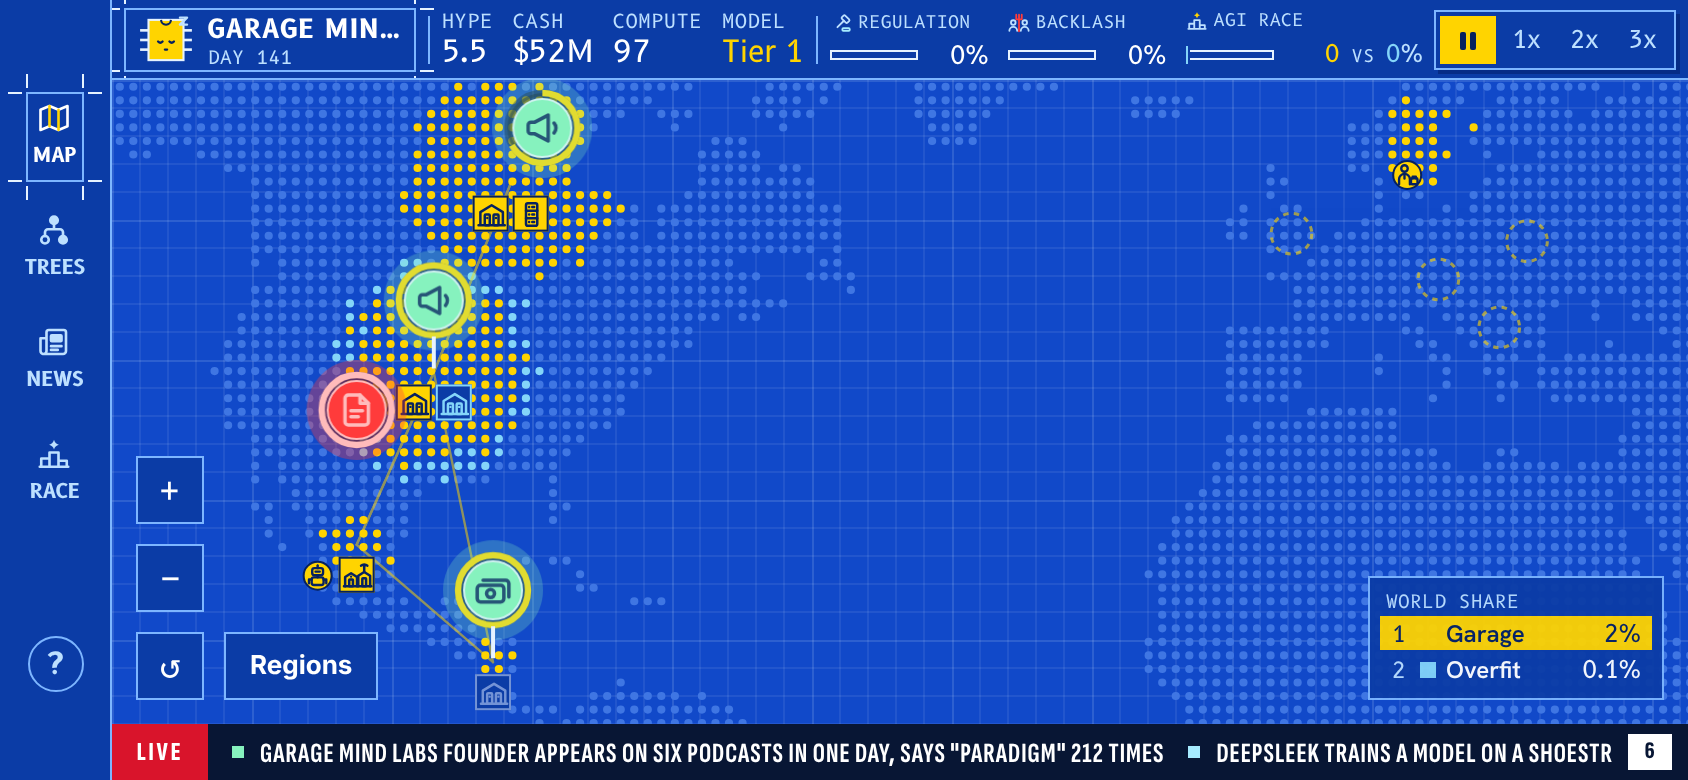 GARAGE MIN...
DAY 141
HYPE
5.5
CASH
$52M
COMPUTE
97
MODEL
Tier 1
REGULATION
0%
BACKLASH
0%
AGI RACE
0 VS 0%
1x
2x
3x
MAP
TREES
NEWS
RACE
?
+
−
↺
Regions
WORLD SHARE
1 Garage 2%
2 Overfit 0.1%
LIVE
GARAGE MIND LABS FOUNDER APPEARS ON SIX PODCASTS IN ONE DAY, SAYS "PARADIGM" 212 TIMES
DEEPSLEEK TRAINS A MODEL ON A SHOESTR
6